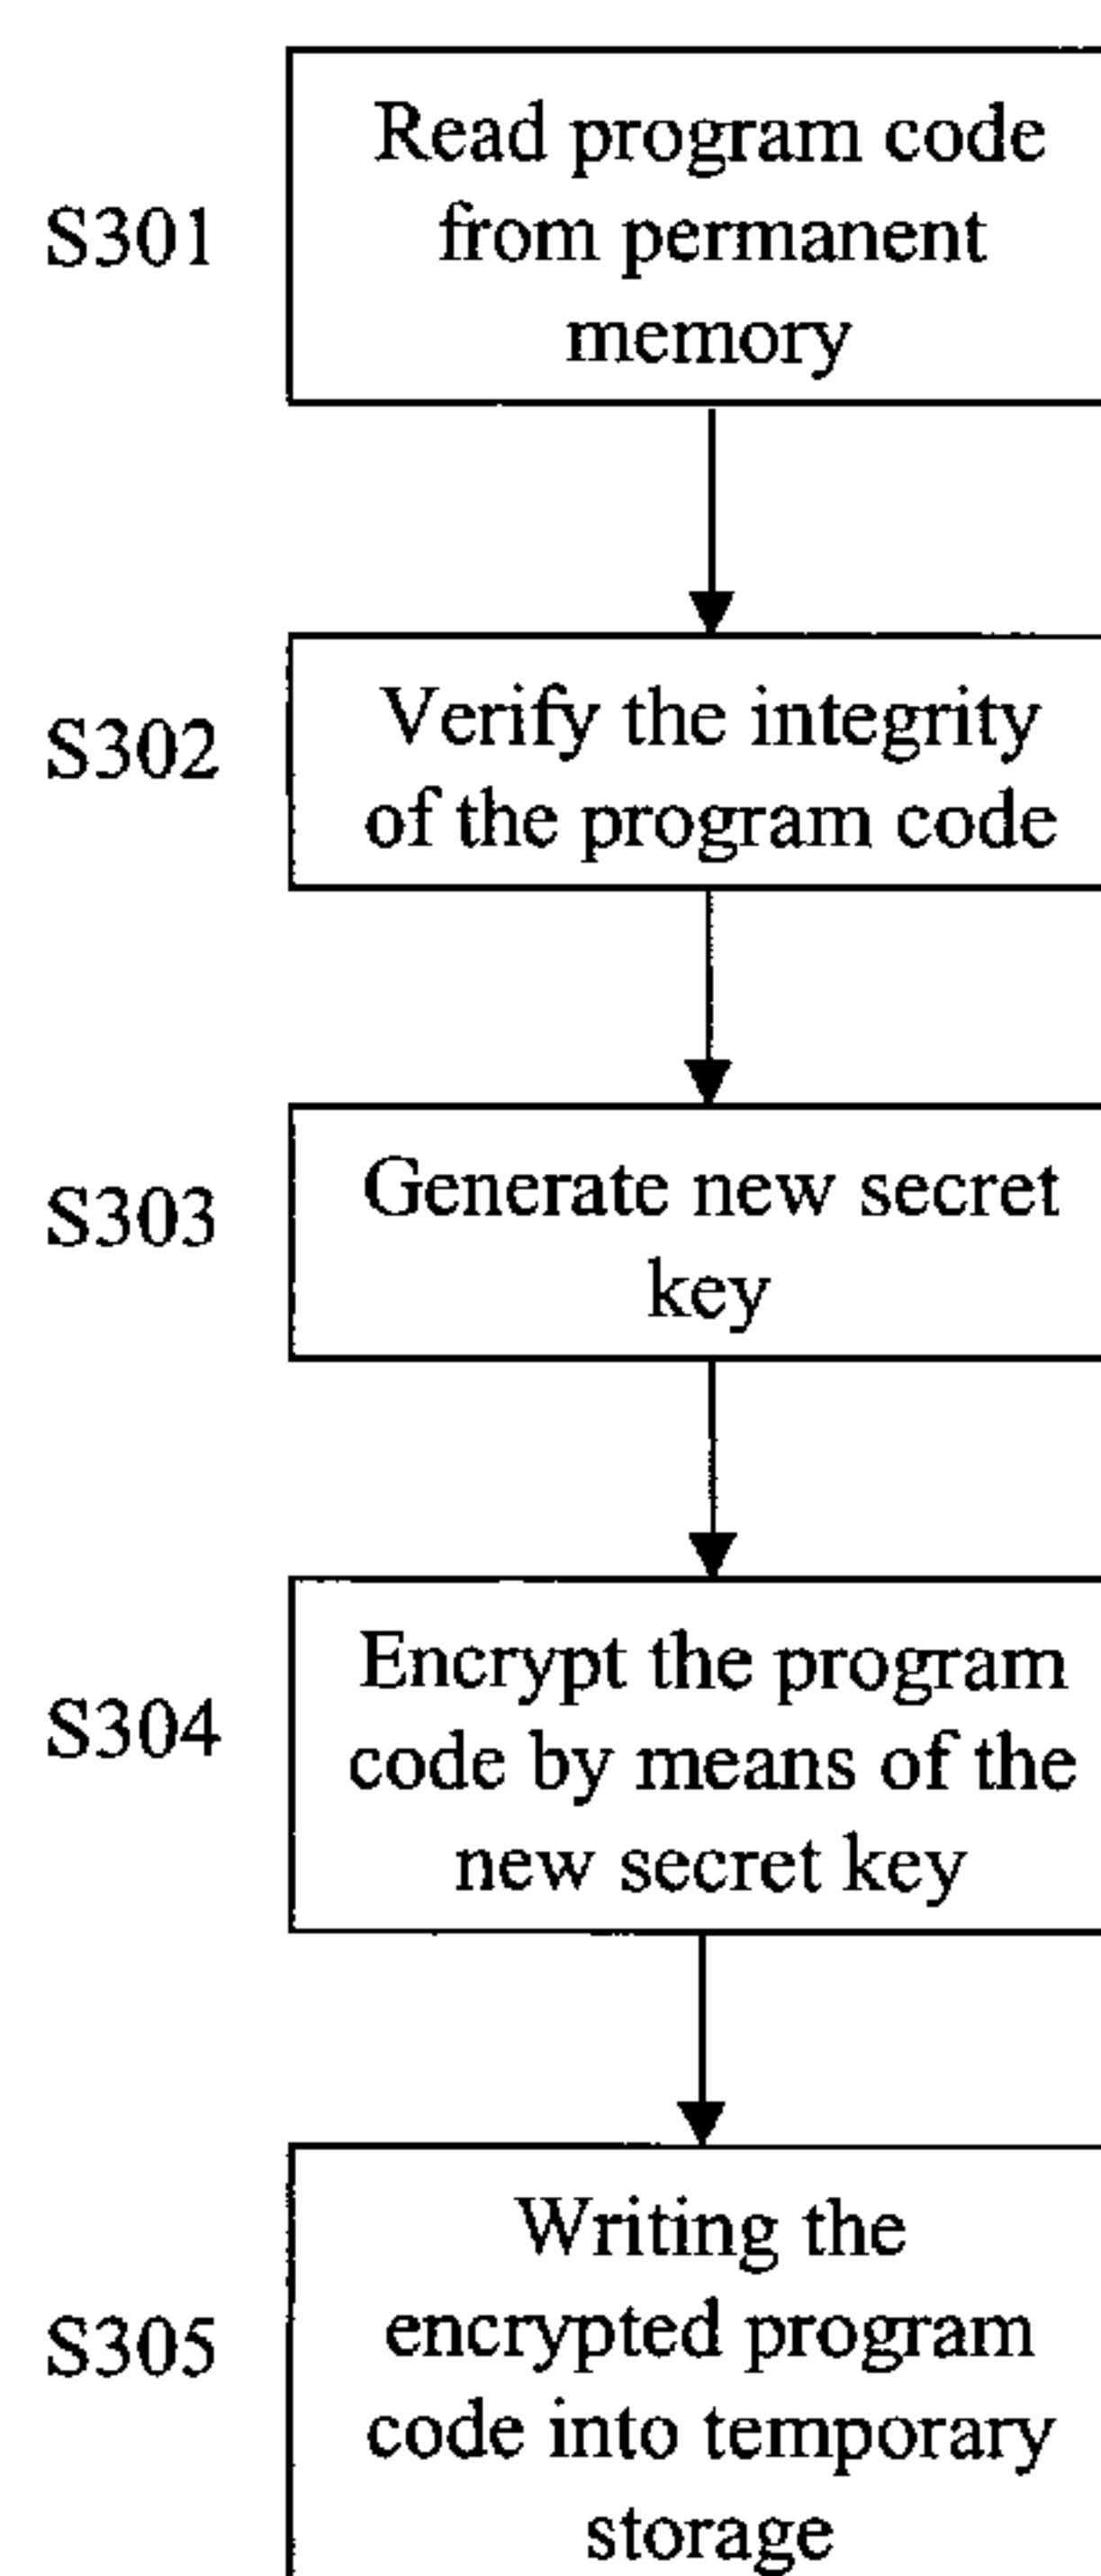 Read program code
from permanent
memory
S301
Verify the integrity
of the program code
S302
Generate new secret
key
S303
Encrypt the program
code by means of the
new secret key
S304
Writing the
encrypted program
code into temporary
storage
S305